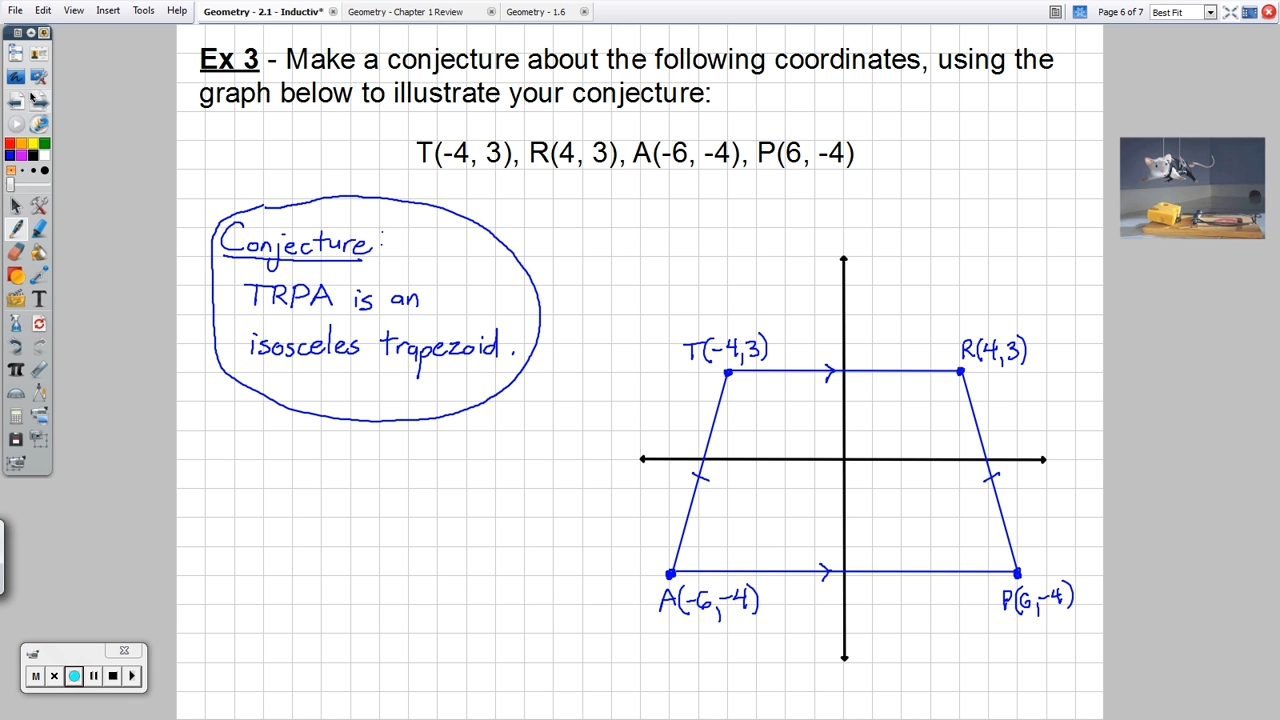 File Edit View Insert Tools Help
Geometry - 2.1 - Inductiv* Geometry - Chapter 1 Review Geometry - 1.6
Page 6 of 7 Best Fit
Ex 3 - Make a conjecture about the following coordinates, using the
graph below to illustrate your conjecture:
T(-4, 3), R(4, 3), A(-6, -4), P(6, -4)
Conjecture:
TRPA is an
isosceles trapezoid.
T(-4,3)
R(4,3)
A(-6,-4)
P(6,-4)
M